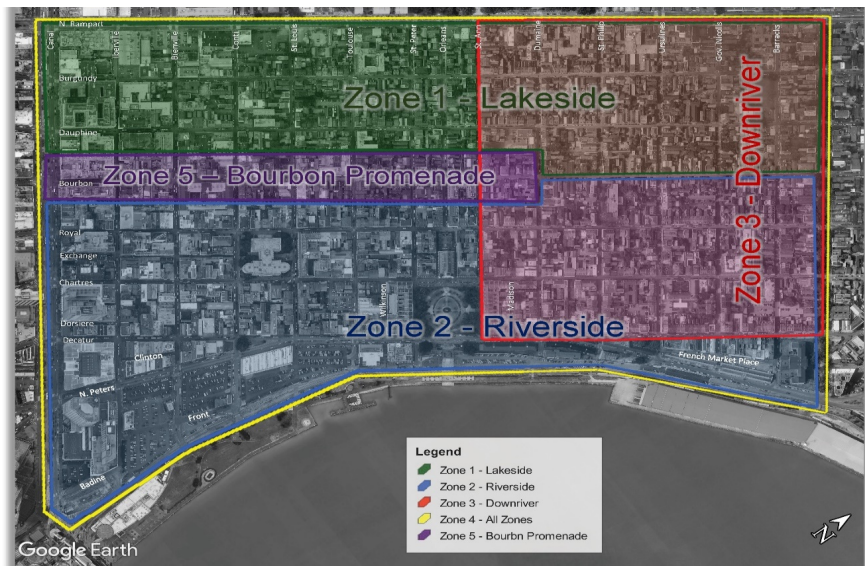 N. Rampart
Canal
Iberville
Bienville
Conti
St. Louis
Toulouse
St. Peter
Orleans
St. Ann
Dumaine
St. Philip
Ursulines
Gov. Nicolls
Barracks
Burgundy
Zone 1 - Lakeside
Dauphine
Zone 5 – Bourbon Promenade
Bourbon
Zone 3 - Downriver
Royal
Exchange
Chartres
Wilkinson
Madison
Dorsiere
Zone 2 - Riverside
Decatur
Clinton
French Market Place
N. Peters
Front
Badine
Legend
Zone 1 - Lakeside
Zone 2 - Riverside
Zone 3 - Downriver
Zone 4 - All Zones
Zone 5 - Bourbn Promenade
Google Earth
N